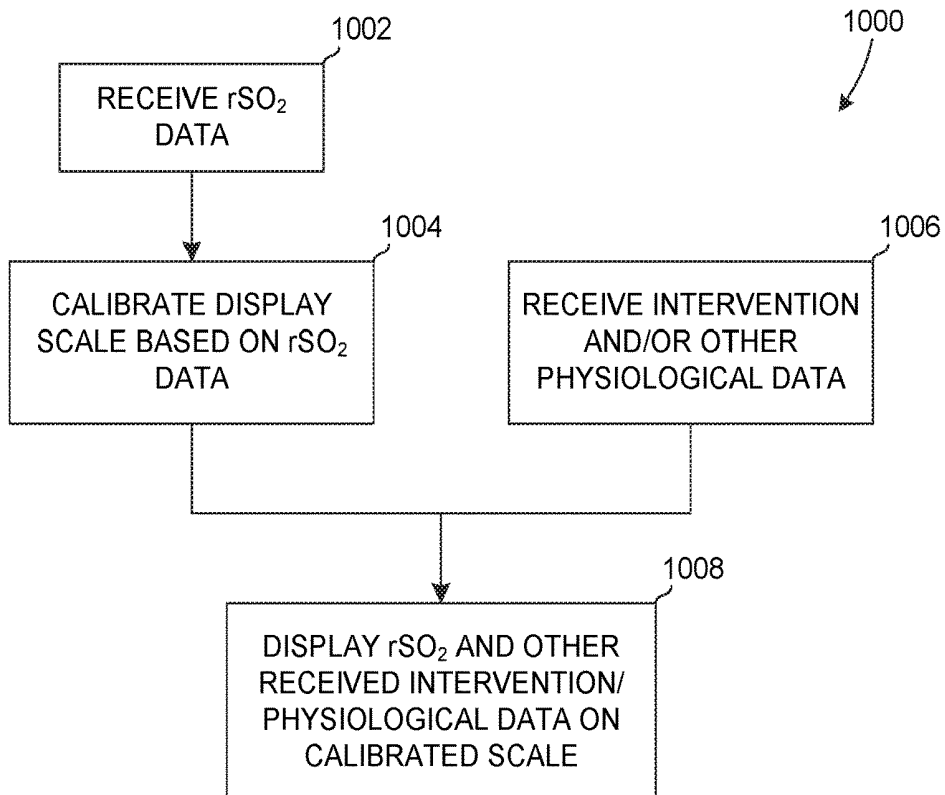 1002
1000
RECEIVE rSO₂
DATA
1004
CALIBRATE DISPLAY
SCALE BASED ON rSO₂
DATA
1006
RECEIVE INTERVENTION
AND/OR OTHER
PHYSIOLOGICAL DATA
1008
DISPLAY rSO₂ AND OTHER
RECEIVED INTERVENTION/
PHYSIOLOGICAL DATA ON
CALIBRATED SCALE